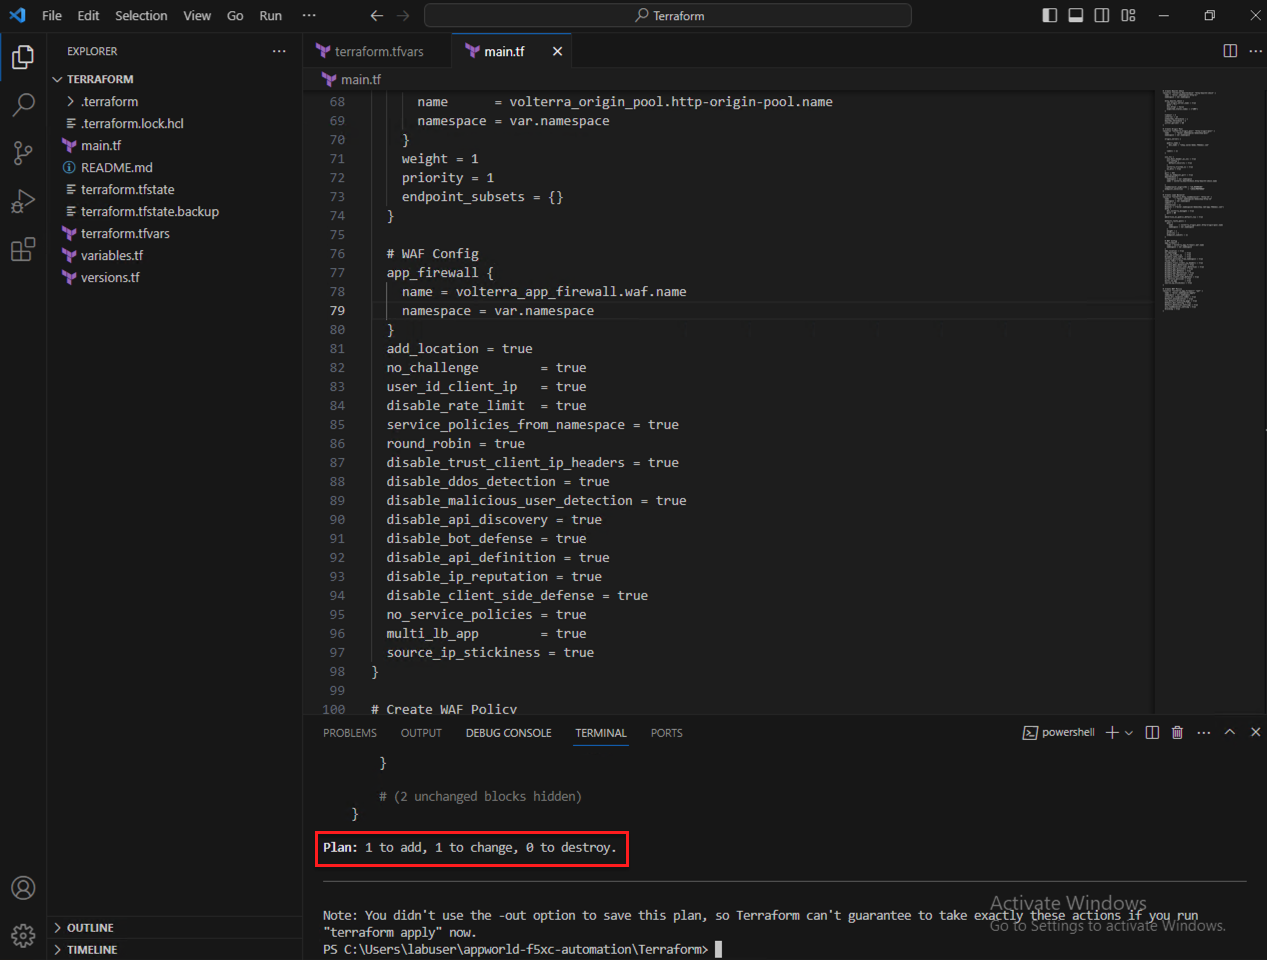 File Edit Selection View Go Run ··· Terraform
EXPLORER ···
TERRAFORM
.terraform
.terraform.lock.hcl
main.tf
README.md
terraform.tfstate
terraform.tfstate.backup
terraform.tfvars
variables.tf
versions.tf
OUTLINE
TIMELINE
terraform.tfvars main.tf
main.tf
68 name = volterra_origin_pool.http-origin-pool.name
69 namespace = var.namespace
70 }
71 weight = 1
72 priority = 1
73 endpoint_subsets = {}
74 }
75
76 # WAF Config
77 app_firewall {
78 name = volterra_app_firewall.waf.name
79 namespace = var.namespace
80 }
81 add_location = true
82 no_challenge = true
83 user_id_client_ip = true
84 disable_rate_limit = true
85 service_policies_from_namespace = true
86 round_robin = true
87 disable_trust_client_ip_headers = true
88 disable_ddos_detection = true
89 disable_malicious_user_detection = true
90 disable_api_discovery = true
91 disable_bot_defense = true
92 disable_api_definition = true
93 disable_ip_reputation = true
94 disable_client_side_defense = true
95 no_service_policies = true
96 multi_lb_app = true
97 source_ip_stickiness = true
98 }
99
100 # Create WAF Policy
PROBLEMS OUTPUT DEBUG CONSOLE TERMINAL PORTS powershell
}
# (2 unchanged blocks hidden)
}
Plan: 1 to add, 1 to change, 0 to destroy.
Note: You didn't use the -out option to save this plan, so Terraform can't guarantee to take exactly these actions if you run
"terraform apply" now.
PS C:\Users\labuser\appworld-f5xc-automation\Terraform>
Activate Windows
Go to Settings to activate Windows.